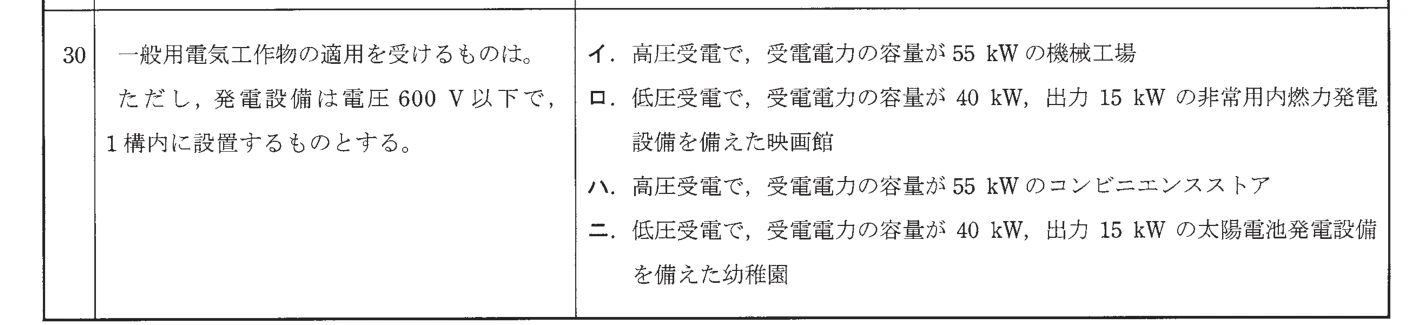 30
一般用電気工作物の適用を受けるものは。
ただし,発電設備は電圧 600 V 以下で,
1 構内に設置するものとする。
イ. 高圧受電で,受電電力の容量が 55 kW の機械工場
ロ. 低圧受電で,受電電力の容量が 40 kW,出力 15 kW の非常用内燃力発電
設備を備えた映画館
ハ. 高圧受電で,受電電力の容量が 55 kW のコンビニエンスストア
ニ. 低圧受電で,受電電力の容量が 40 kW,出力 15 kW の太陽電池発電設備
を備えた幼稚園